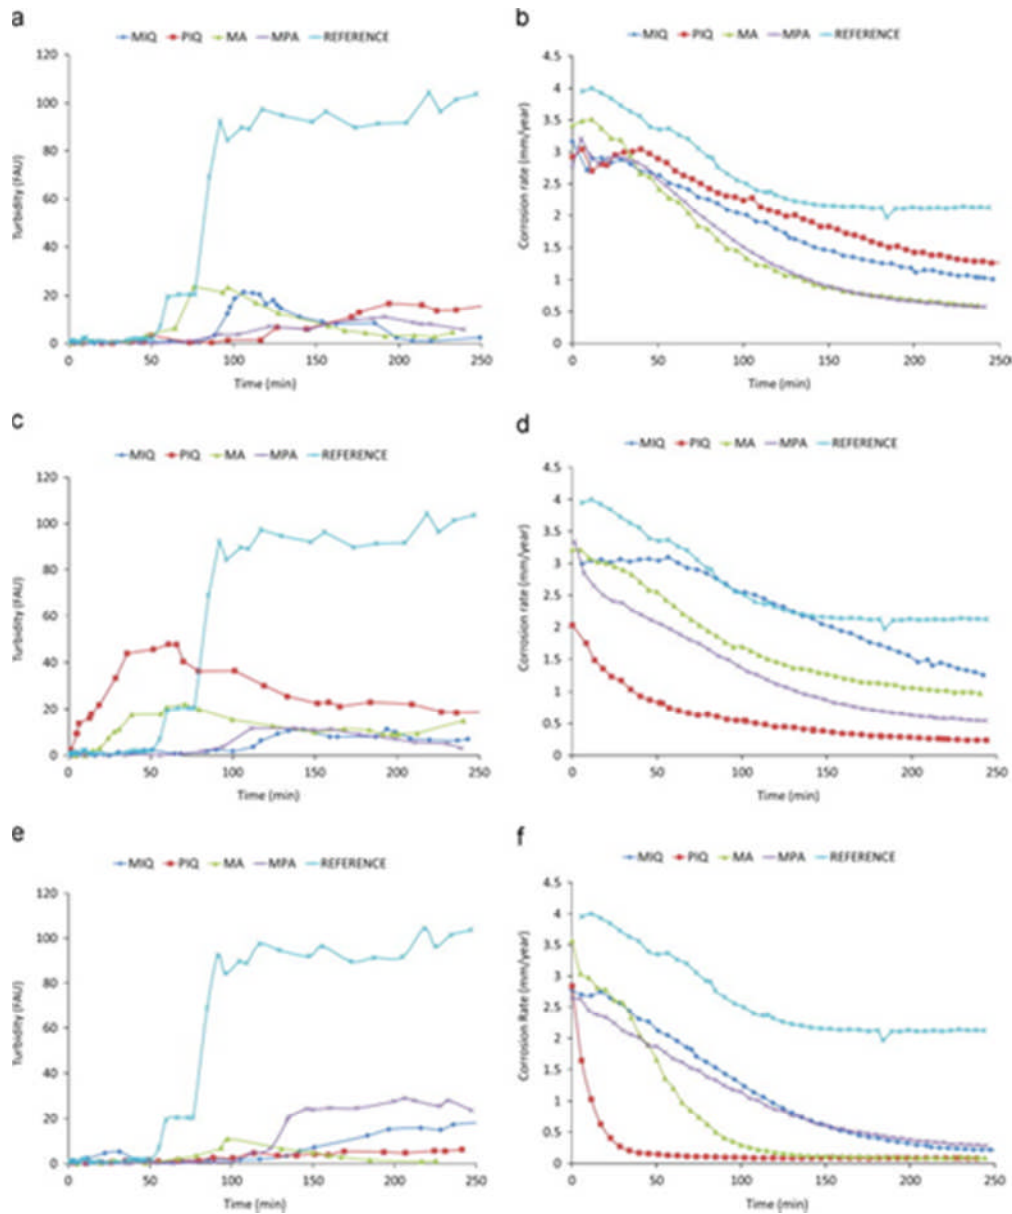 a
MIQ PIQ MA MPA REFERENCE
120
100
80
60
40
20
0
Turbidity (FAU)
0 50 100 150 200 250
Time (min)
b
MIQ PIQ MA MPA REFERENCE
4.5
4
3.5
3
2.5
2
1.5
1
0.5
0
Corrosion rate (mm/year)
0 50 100 150 200 250
Time (min)
c
MIQ PIQ MA MPA REFERENCE
120
100
80
60
40
20
0
Turbidity (FAU)
0 50 100 150 200 250
Time (min)
d
MIQ PIQ MA MPA REFERENCE
4.5
4
3.5
3
2.5
2
1.5
1
0.5
0
Corrosion rate (mm/year)
0 50 100 150 200 250
Time (min)
e
MIQ PIQ MA MPA REFERENCE
120
100
80
60
40
20
0
Turbidity (FAU)
0 50 100 150 200 250
Time (min)
f
MIQ PIQ MA MPA REFERENCE
4.5
4
3.5
3
2.5
2
1.5
1
0.5
0
Corrosion Rate (mm/year)
0 50 100 150 200 250
Time (min)